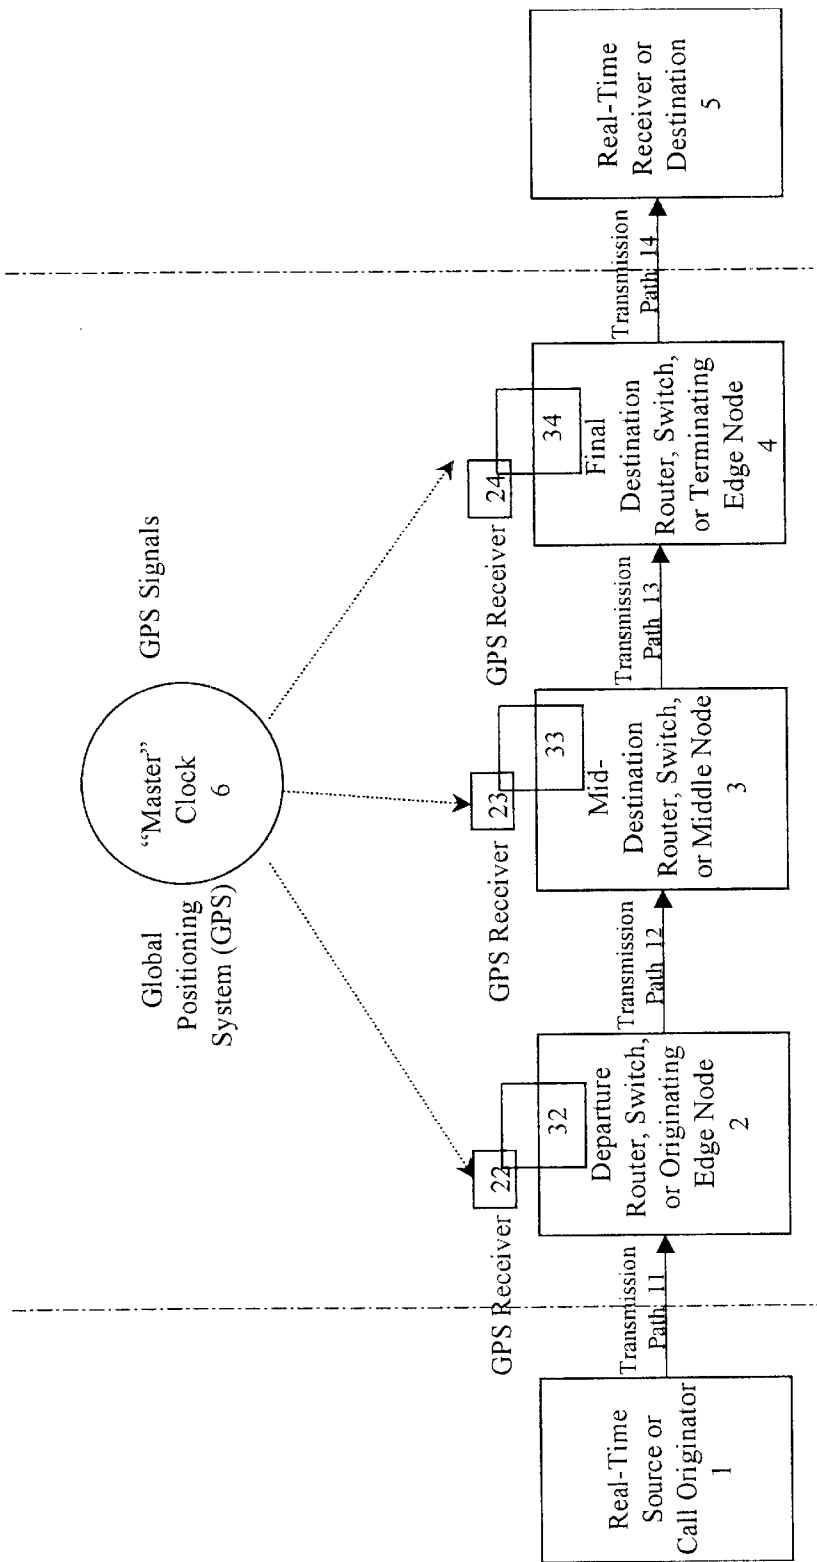 Global
Positioning
System (GPS)
“Master”
Clock
6
GPS Signals
GPS Receiver
22
32
GPS Receiver
23
33
GPS Receiver
24
34
Real-Time
Source or
Call Originator
1
Transmission
Path 11
Departure
Router, Switch,
or Originating
Edge Node
2
Transmission
Path 12
Mid-
Destination
Router, Switch,
or Middle Node
3
Transmission
Path 13
Final
Destination
Router, Switch,
or Terminating
Edge Node
4
Transmission
Path 14
Real-Time
Receiver or
Destination
5